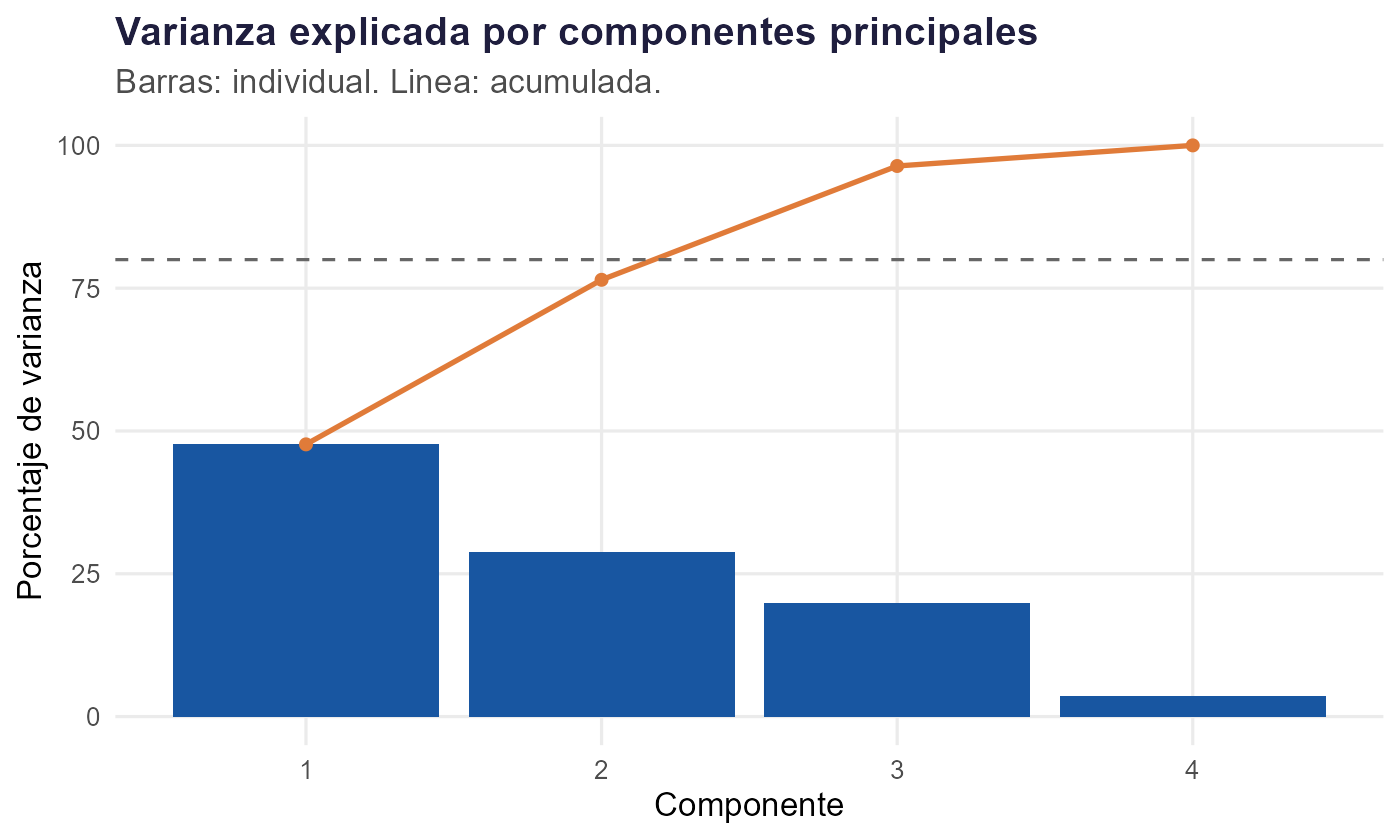 Varianza explicada por componentes principales
Barras: individual. Linea: acumulada.
Porcentaje de varianza
100
75
50
25
0
1 2 3 4
Componente